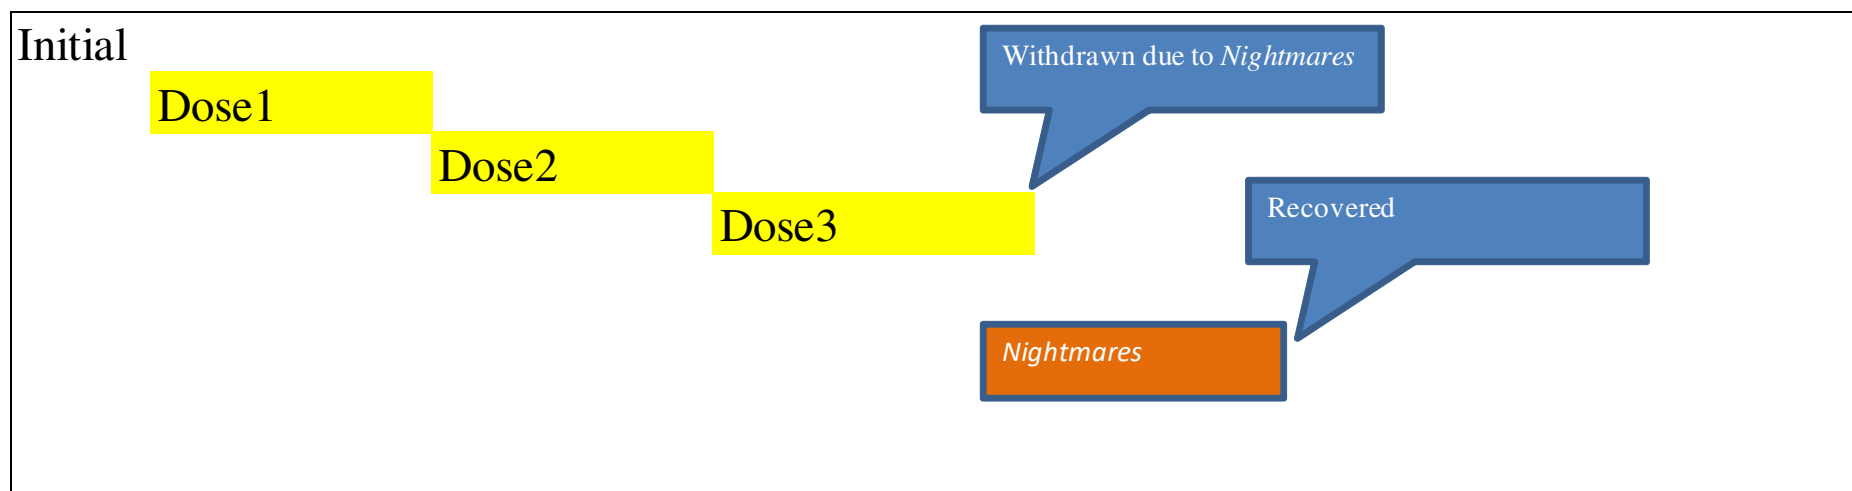 Initial
Withdrawn due to Nightmares
Dose1
Dose2
Dose3
Recovered
Nightmares